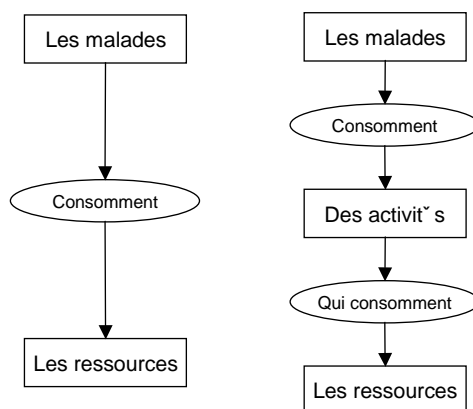 Les malades
Consomment
Les ressources
Les malades
Consomment
Des activitˇ s
Qui consomment
Les ressources